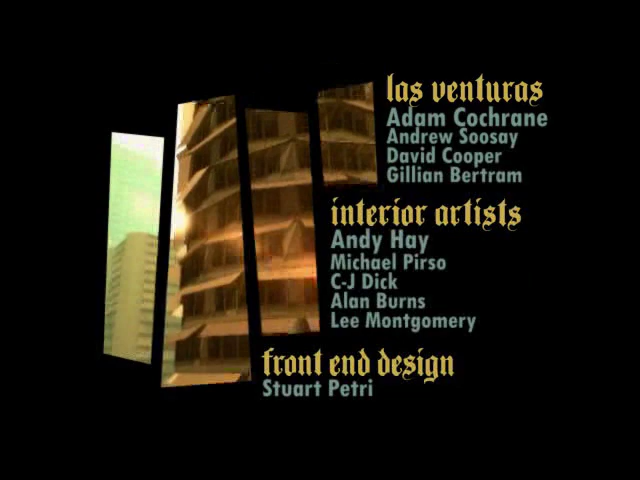 las venturas
Adam Cochrane
Andrew Soosay
David Cooper
Gillian Bertram
interior artists
Andy Hay
Michael Pirso
C-J Dick
Alan Burns
Lee Montgomery
front end design
Stuart Petri